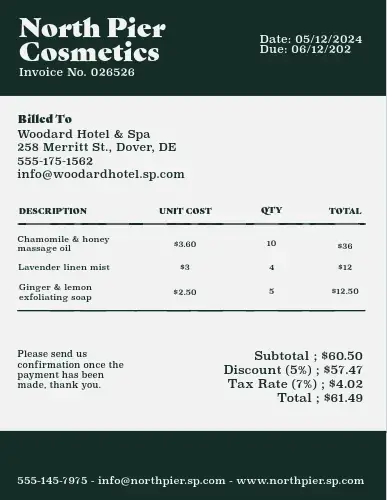 North Pier
Cosmetics
Invoice No. 026526
Date: 05/12/2024
Due: 06/12/202
Billed To
Woodard Hotel & Spa
258 Merritt St., Dover, DE
555-175-1562
info@woodardhotel.sp.com
DESCRIPTION UNIT COST QTY TOTAL
Chamomile & honey
massage oil $3.60 10 $36
Lavender linen mist $3 4 $12
Ginger & lemon
exfoliating soap $2.50 5 $12.50
Please send us
confirmation once the
payment has been
made, thank you.
Subtotal ; $60.50
Discount (5%) ; $57.47
Tax Rate (7%) ; $4.02
Total ; $61.49
555-145-7975 - info@northpier.sp.com - www.northpier.sp.com